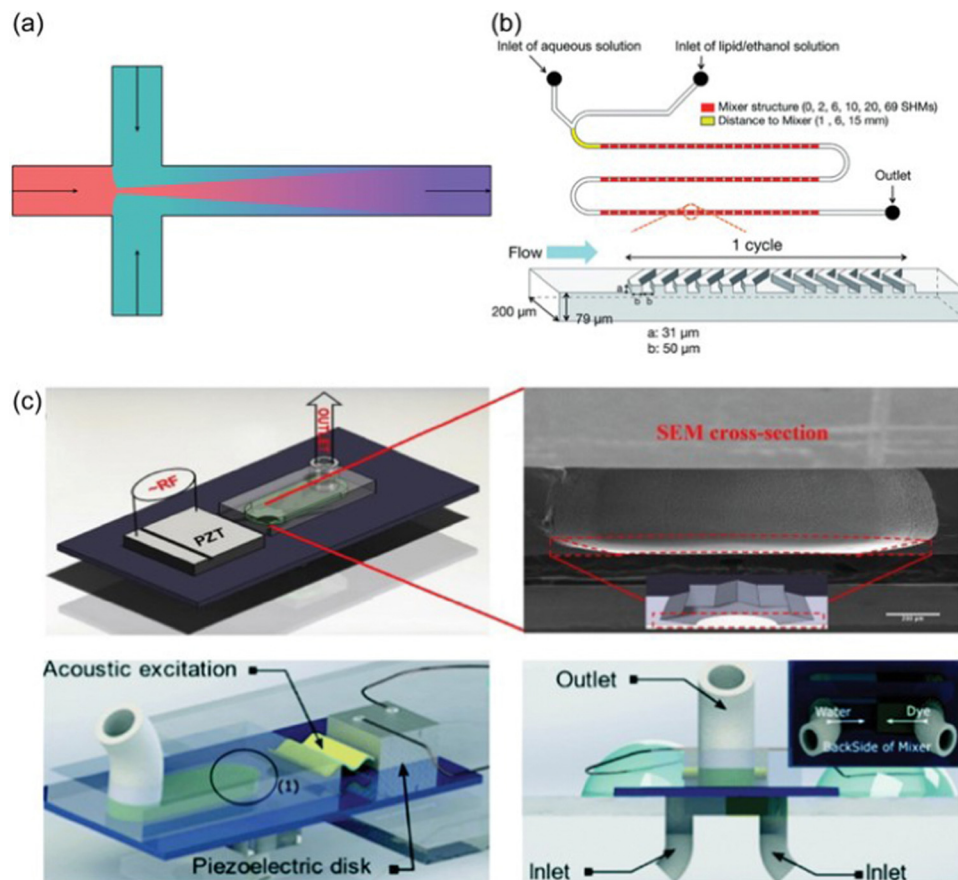 (a)
(b)
Inlet of aqueous solution
Inlet of lipid/ethanol solution
Mixer structure (0, 2, 6, 10, 20, 69 SHMs)
Distance to Mixer (1 , 6, 15 mm)
Outlet
1 cycle
Flow
a
b b
200 µm
79 µm
a: 31 µm
b: 50 µm
(c)
OUTLET
~RF
PZT
SEM cross-section
200 µm
Acoustic excitation
(1)
Piezoelectric disk
Outlet
Water
Dye
BackSide of Mixer
Inlet
Inlet